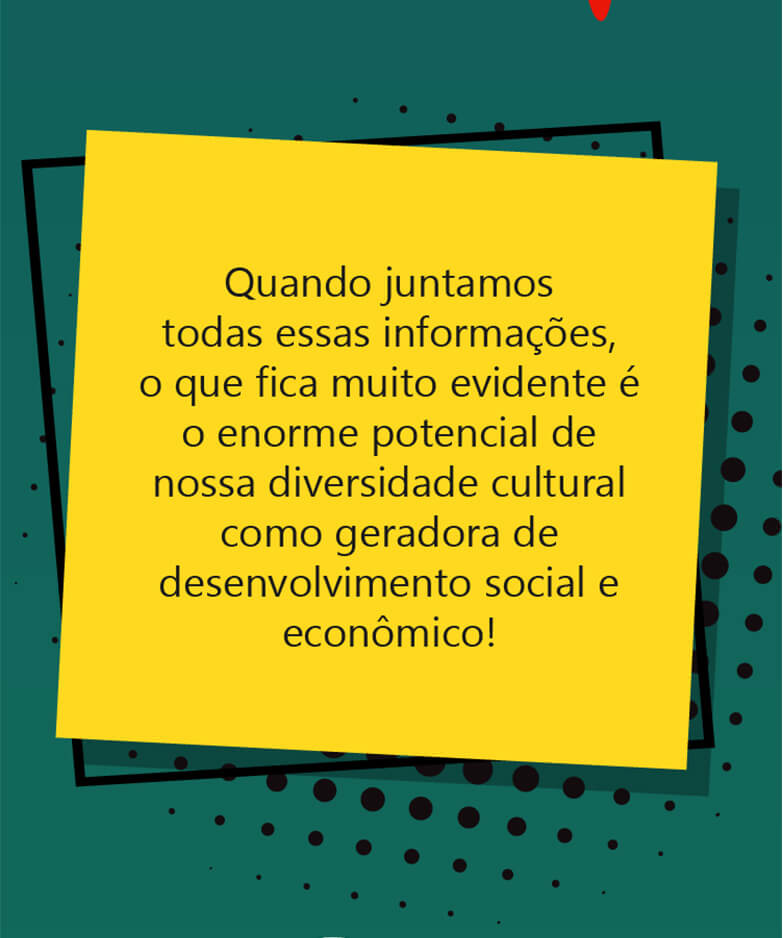 Quando juntamos
todas essas informações,
o que fica muito evidente é
o enorme potencial de
nossa diversidade cultural
como geradora de
desenvolvimento social e
econômico!